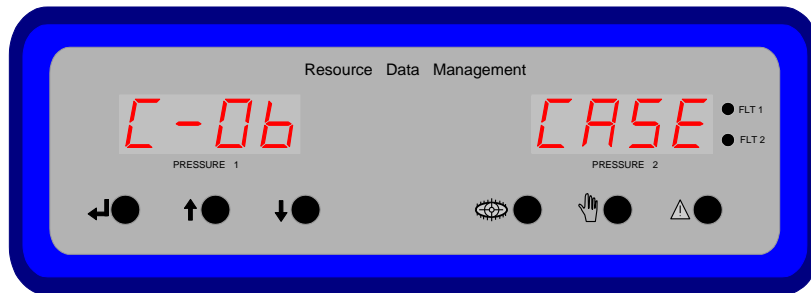 Resource Data Management
C-0b CASE
FLT 1
FLT 2
PRESSURE 1 PRESSURE 2